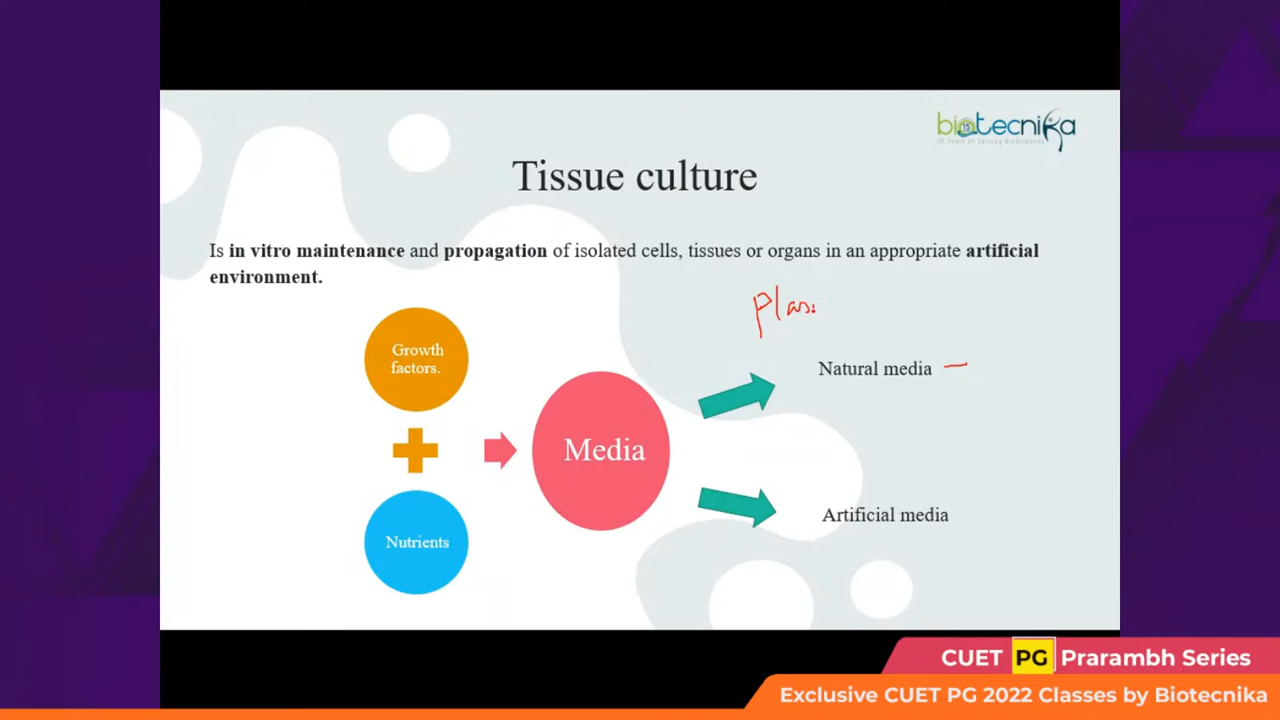 biotecnika
Tissue culture
Is in vitro maintenance and propagation of isolated cells, tissues or organs in an appropriate artificial
environment.
Plas
Growth
factors.
Natural media
Media
Artificial media
Nutrients
CUET PG Prarambh Series
Exclusive CUET PG 2022 Classes by Biotecnika